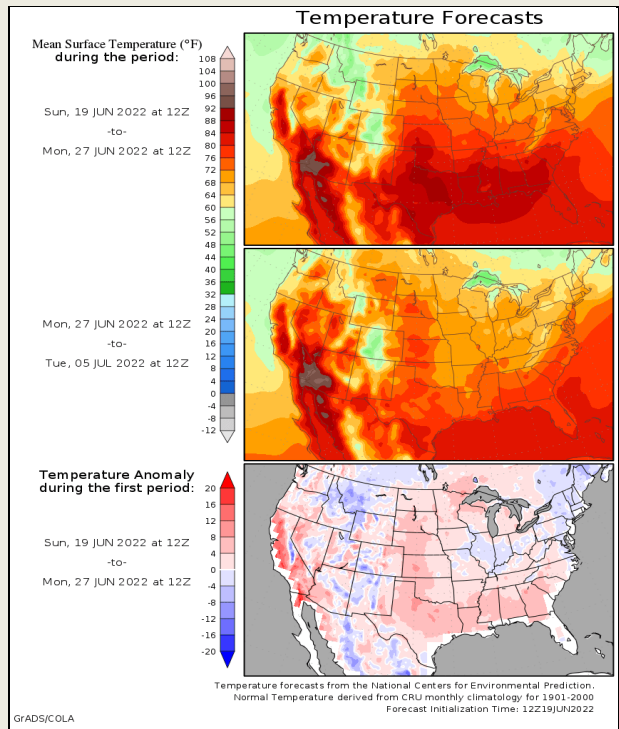 Temperature Forecasts
Mean Surface Temperature (°F)
during the period:
108
104
100
96
92
88
84
80
76
72
68
64
60
56
52
48
44
40
36
32
30
28
24
20
16
12
8
4
0
-4
-8
-12
Sun, 19 JUN 2022 at 12Z
-to-
Mon, 27 JUN 2022 at 12Z
Mon, 27 JUN 2022 at 12Z
-to-
Tue, 05 JUL 2022 at 12Z
Temperature Anomaly
during the first period:
20
16
12
8
4
0
-4
-8
-12
-16
-20
Sun, 19 JUN 2022 at 12Z
-to-
Mon, 27 JUN 2022 at 12Z
Temperature forecasts from the National Centers for Environmental Prediction.
Normal Temperature derived from CRU monthly climatology for 1901-2000
Forecast Initialization Time: 12Z19JUN2022
GrADS/COLA